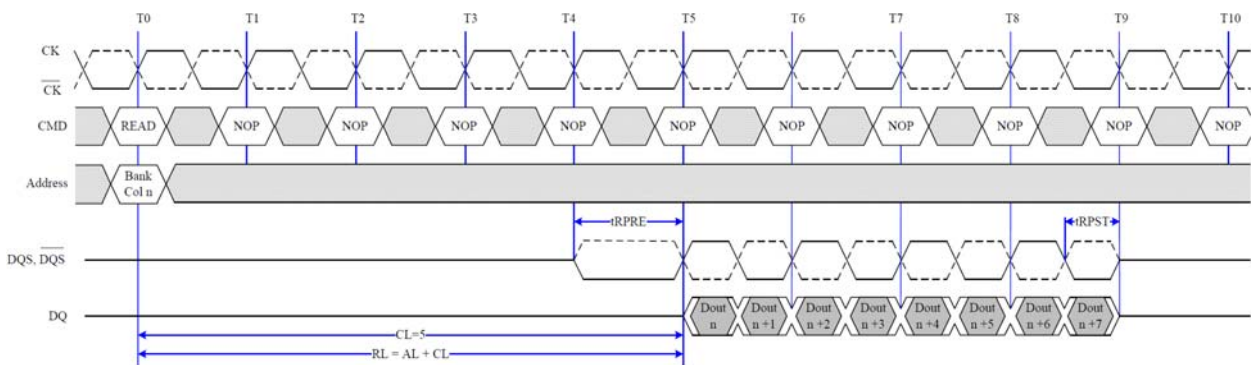 T0 T1 T2 T3 T4 T5 T6 T7 T8 T9 T10
CK
CK
CMD READ NOP NOP NOP NOP NOP NOP NOP NOP NOP NOP
Address Bank
Col n
tRPRE tRPST
DQS, DQS
DQ Dout Dout Dout Dout Dout Dout Dout Dout
n n +1 n +2 n +3 n +4 n +5 n +6 n +7
CL=5
RL = AL + CL